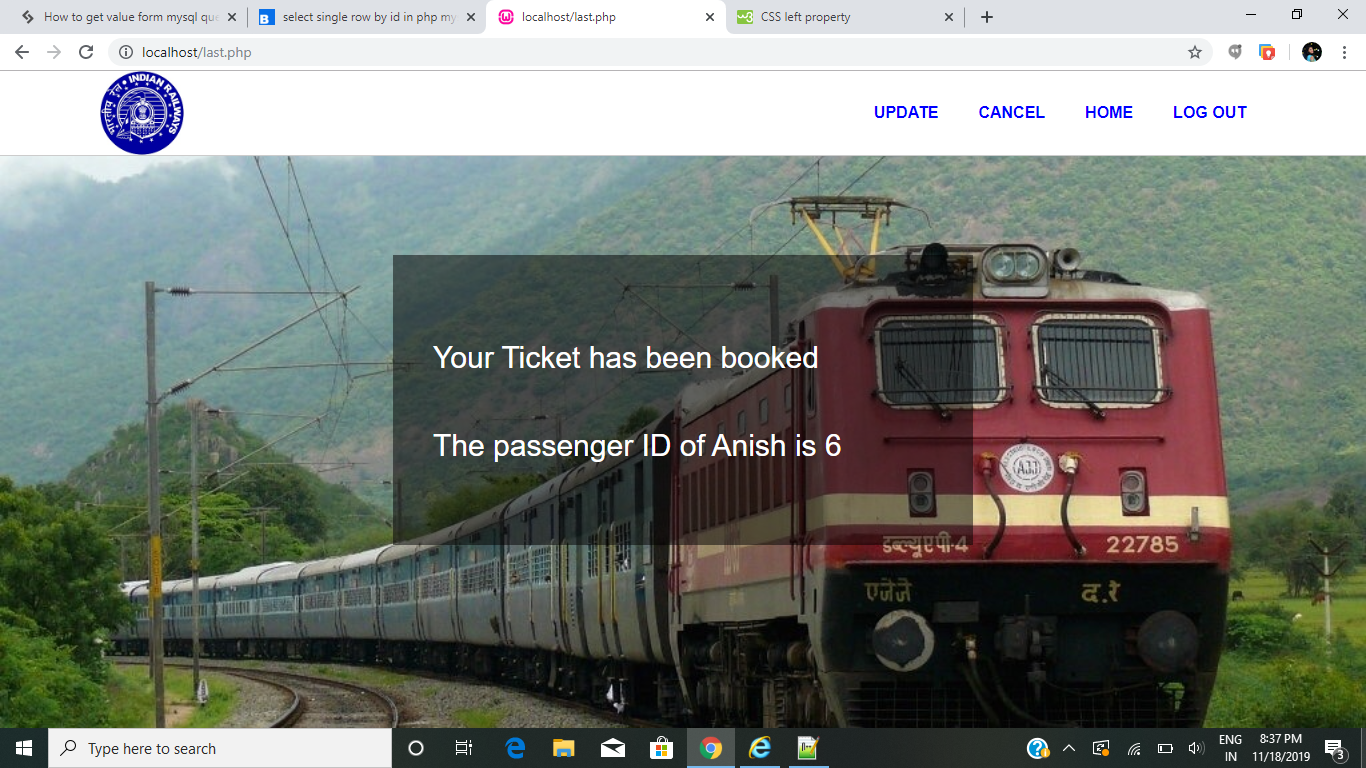 How to get value form mysql que
select single row by id in php my
localhost/last.php
CSS left property
localhost/last.php
भारतीय रेल • INDIAN RAILWAYS
UPDATE
CANCEL
HOME
LOG OUT
Your Ticket has been booked
The passenger ID of Anish is 6
AJJ
डब्ल्यूएपी-4
22785
एजेजे
द.रे
Type here to search
ENG
IN
8:37 PM
11/18/2019
3